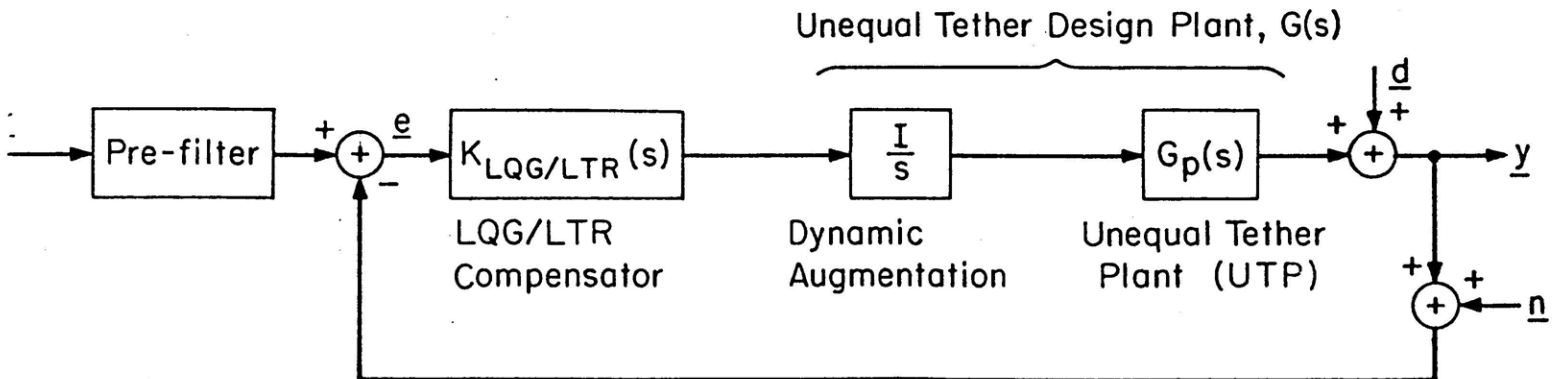 Unequal Tether Design Plant, G(s)
d
+
+
Pre-filter
+
+
-
e
K_LQG/LTR (s)
I/s
G_p(s)
+
y
LQG/LTR
Compensator
Dynamic
Augmentation
Unequal Tether
Plant (UTP)
+
+
+
n